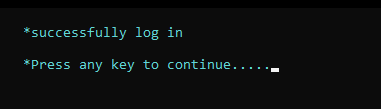 *successfully log in
*Press any key to continue.....